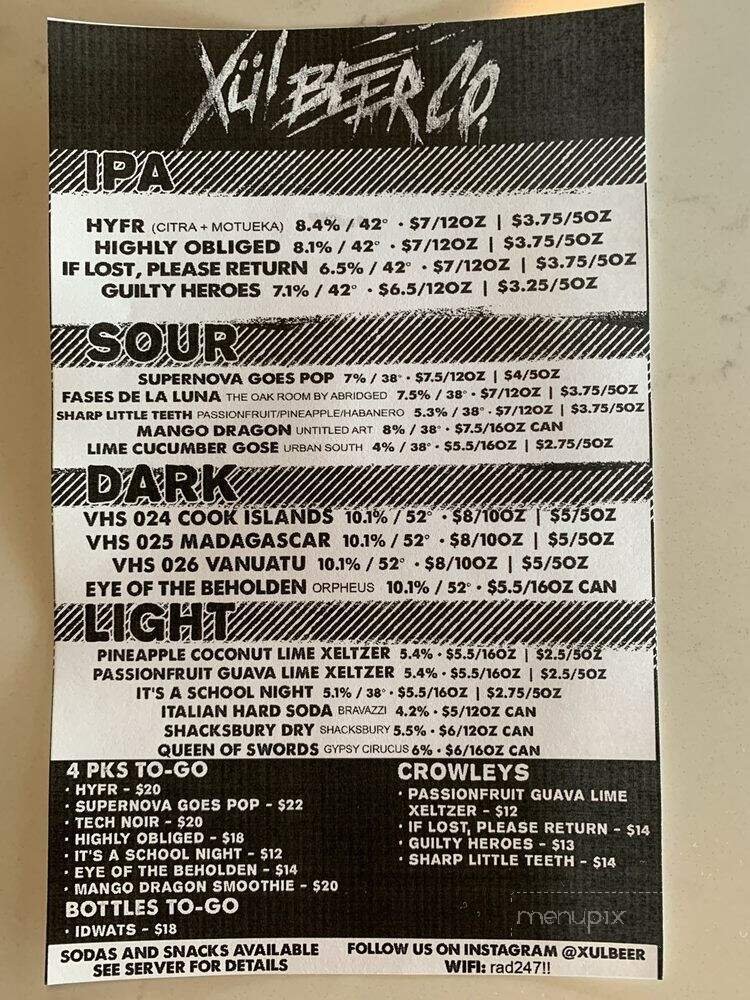 Xül BEER CO.
IPA
HYFR (CITRA + MOTUEKA) 8.4% / 42° · $7/12OZ | $3.75/5OZ
HIGHLY OBLIGED 8.1% / 42° · $7/12OZ | $3.75/5OZ
IF LOST, PLEASE RETURN 6.5% / 42° · $7/12OZ | $3.75/5OZ
GUILTY HEROES 7.1% / 42° · $6.5/12OZ | $3.25/5OZ
SOUR
SUPERNOVA GOES POP 7% / 38° · $7.5/12OZ | $4/5OZ
FASES DE LA LUNA THE OAK ROOM BY ABRIDGED 7.5% / 38° · $7/12OZ | $3.75/5OZ
SHARP LITTLE TEETH PASSIONFRUIT/PINEAPPLE/HABANERO 5.3% / 38° · $7/12OZ | $3.75/5OZ
MANGO DRAGON UNTITLED ART 8% / 38° · $7.5/16OZ CAN
LIME CUCUMBER GOSE URBAN SOUTH 4% / 38° · $5.5/16OZ | $2.75/5OZ
DARK
VHS 024 COOK ISLANDS 10.1% / 52° · $8/10OZ | $5/5OZ
VHS 025 MADAGASCAR 10.1% / 52° · $8/10OZ | $5/5OZ
VHS 026 VANUATU 10.1% / 52° · $8/10OZ | $5/5OZ
EYE OF THE BEHOLDEN ORPHEUS 10.1% / 52° · $5.5/16OZ CAN
LIGHT
PINEAPPLE COCONUT LIME XELTZER 5.4% · $5.5/16OZ | $2.5/5OZ
PASSIONFRUIT GUAVA LIME XELTZER 5.4% · $5.5/16OZ | $2.5/5OZ
IT'S A SCHOOL NIGHT 5.1% / 38° · $5.5/16OZ | $2.75/5OZ
ITALIAN HARD SODA BRAVAZZI 4.2% · $5/12OZ CAN
SHACKSBURY DRY SHACKSBURY 5.5% · $6/12OZ CAN
QUEEN OF SWORDS GYPSY CIRUCUS 6% · $6/16OZ CAN
4 PKS TO-GO
· HYFR - $20
· SUPERNOVA GOES POP - $22
· TECH NOIR - $20
· HIGHLY OBLIGED - $18
· IT'S A SCHOOL NIGHT - $12
· EYE OF THE BEHOLDEN - $14
· MANGO DRAGON SMOOTHIE - $20
BOTTLES TO-GO
· IDWATS - $18
CROWLEYS
· PASSIONFRUIT GUAVA LIME
XELTZER - $12
· IF LOST, PLEASE RETURN - $14
· GUILTY HEROES - $13
· SHARP LITTLE TEETH - $14
menupix
SODAS AND SNACKS AVAILABLE
SEE SERVER FOR DETAILS
FOLLOW US ON INSTAGRAM @XULBEER
WIFI: rad247!!